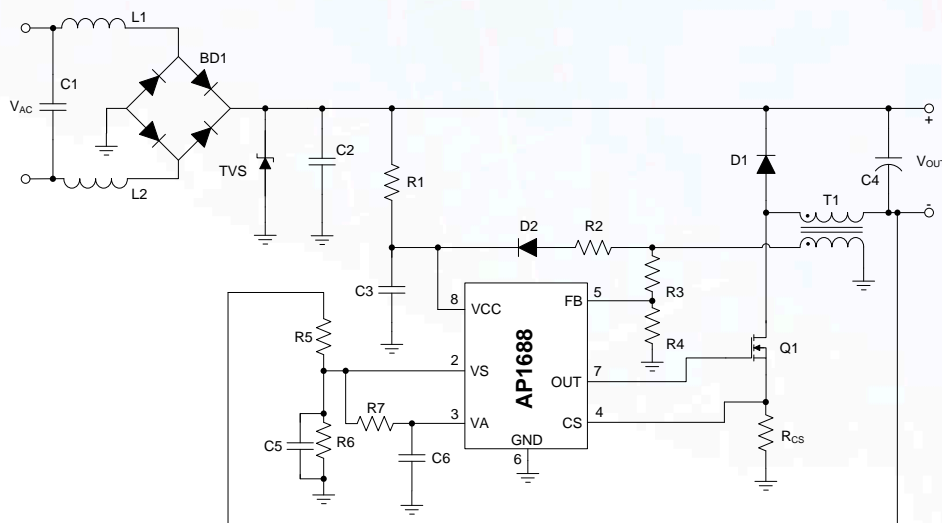 L1
BD1
C1
VAC
L2
TVS
C2
R1
D1
C4
VOUT
+
-
T1
D2
R2
C3
R3
R4
8
VCC
FB
5
R5
2
VS
AP1688
OUT
7
Q1
R7
3
VA
CS
4
C5
R6
C6
GND
6
RCS